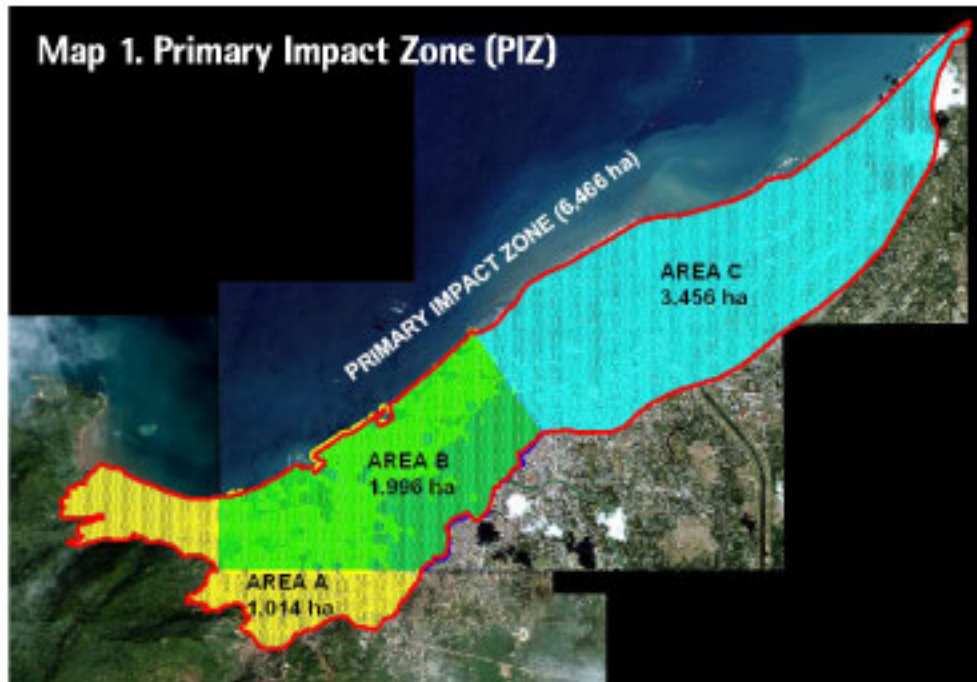 Map 1. Primary Impact Zone (PIZ)
PRIMARY IMPACT ZONE (6,466 ha)
AREA C
3.456 ha
AREA B
1.996 ha
AREA A
1.014 ha